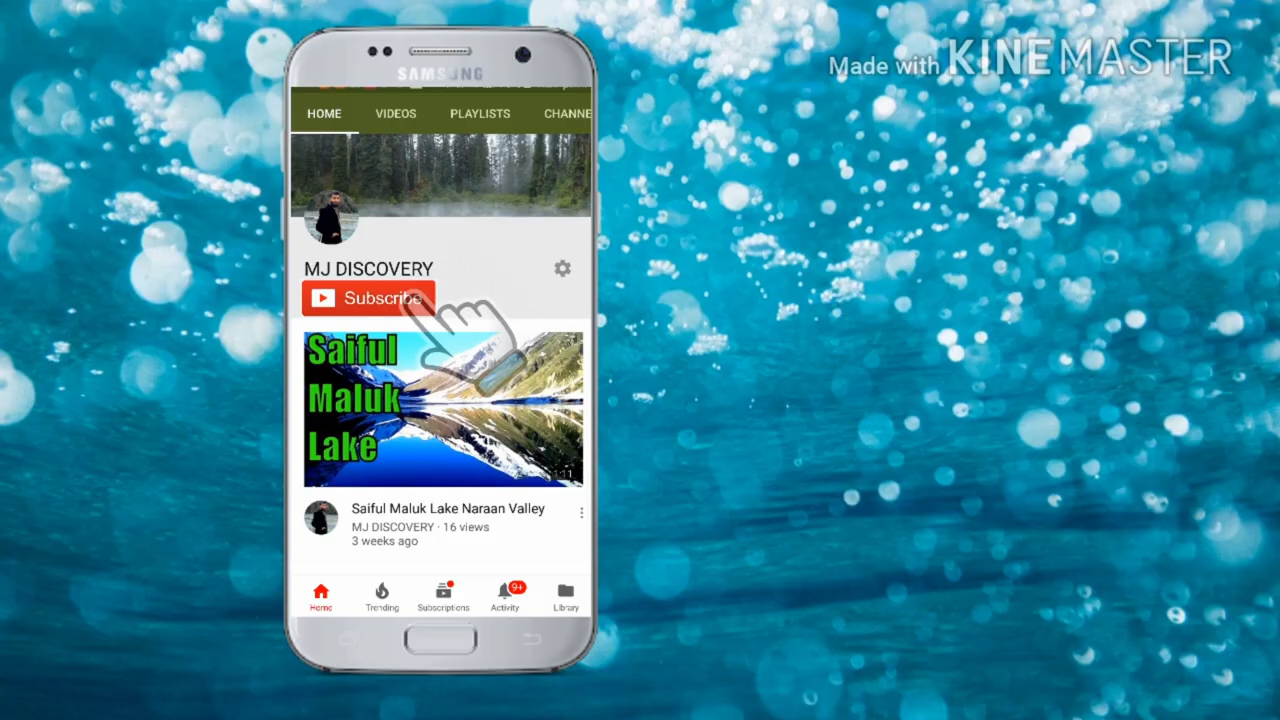 Made with KINEMASTER
SAMSUNG
HOME VIDEOS PLAYLISTS CHANNE
MJ DISCOVERY
Subscribe
Saiful
Maluk
Lake
Saiful Maluk Lake Naraan Valley
MJ DISCOVERY · 16 views
3 weeks ago
9+
Home Trending Subscriptions Activity Library